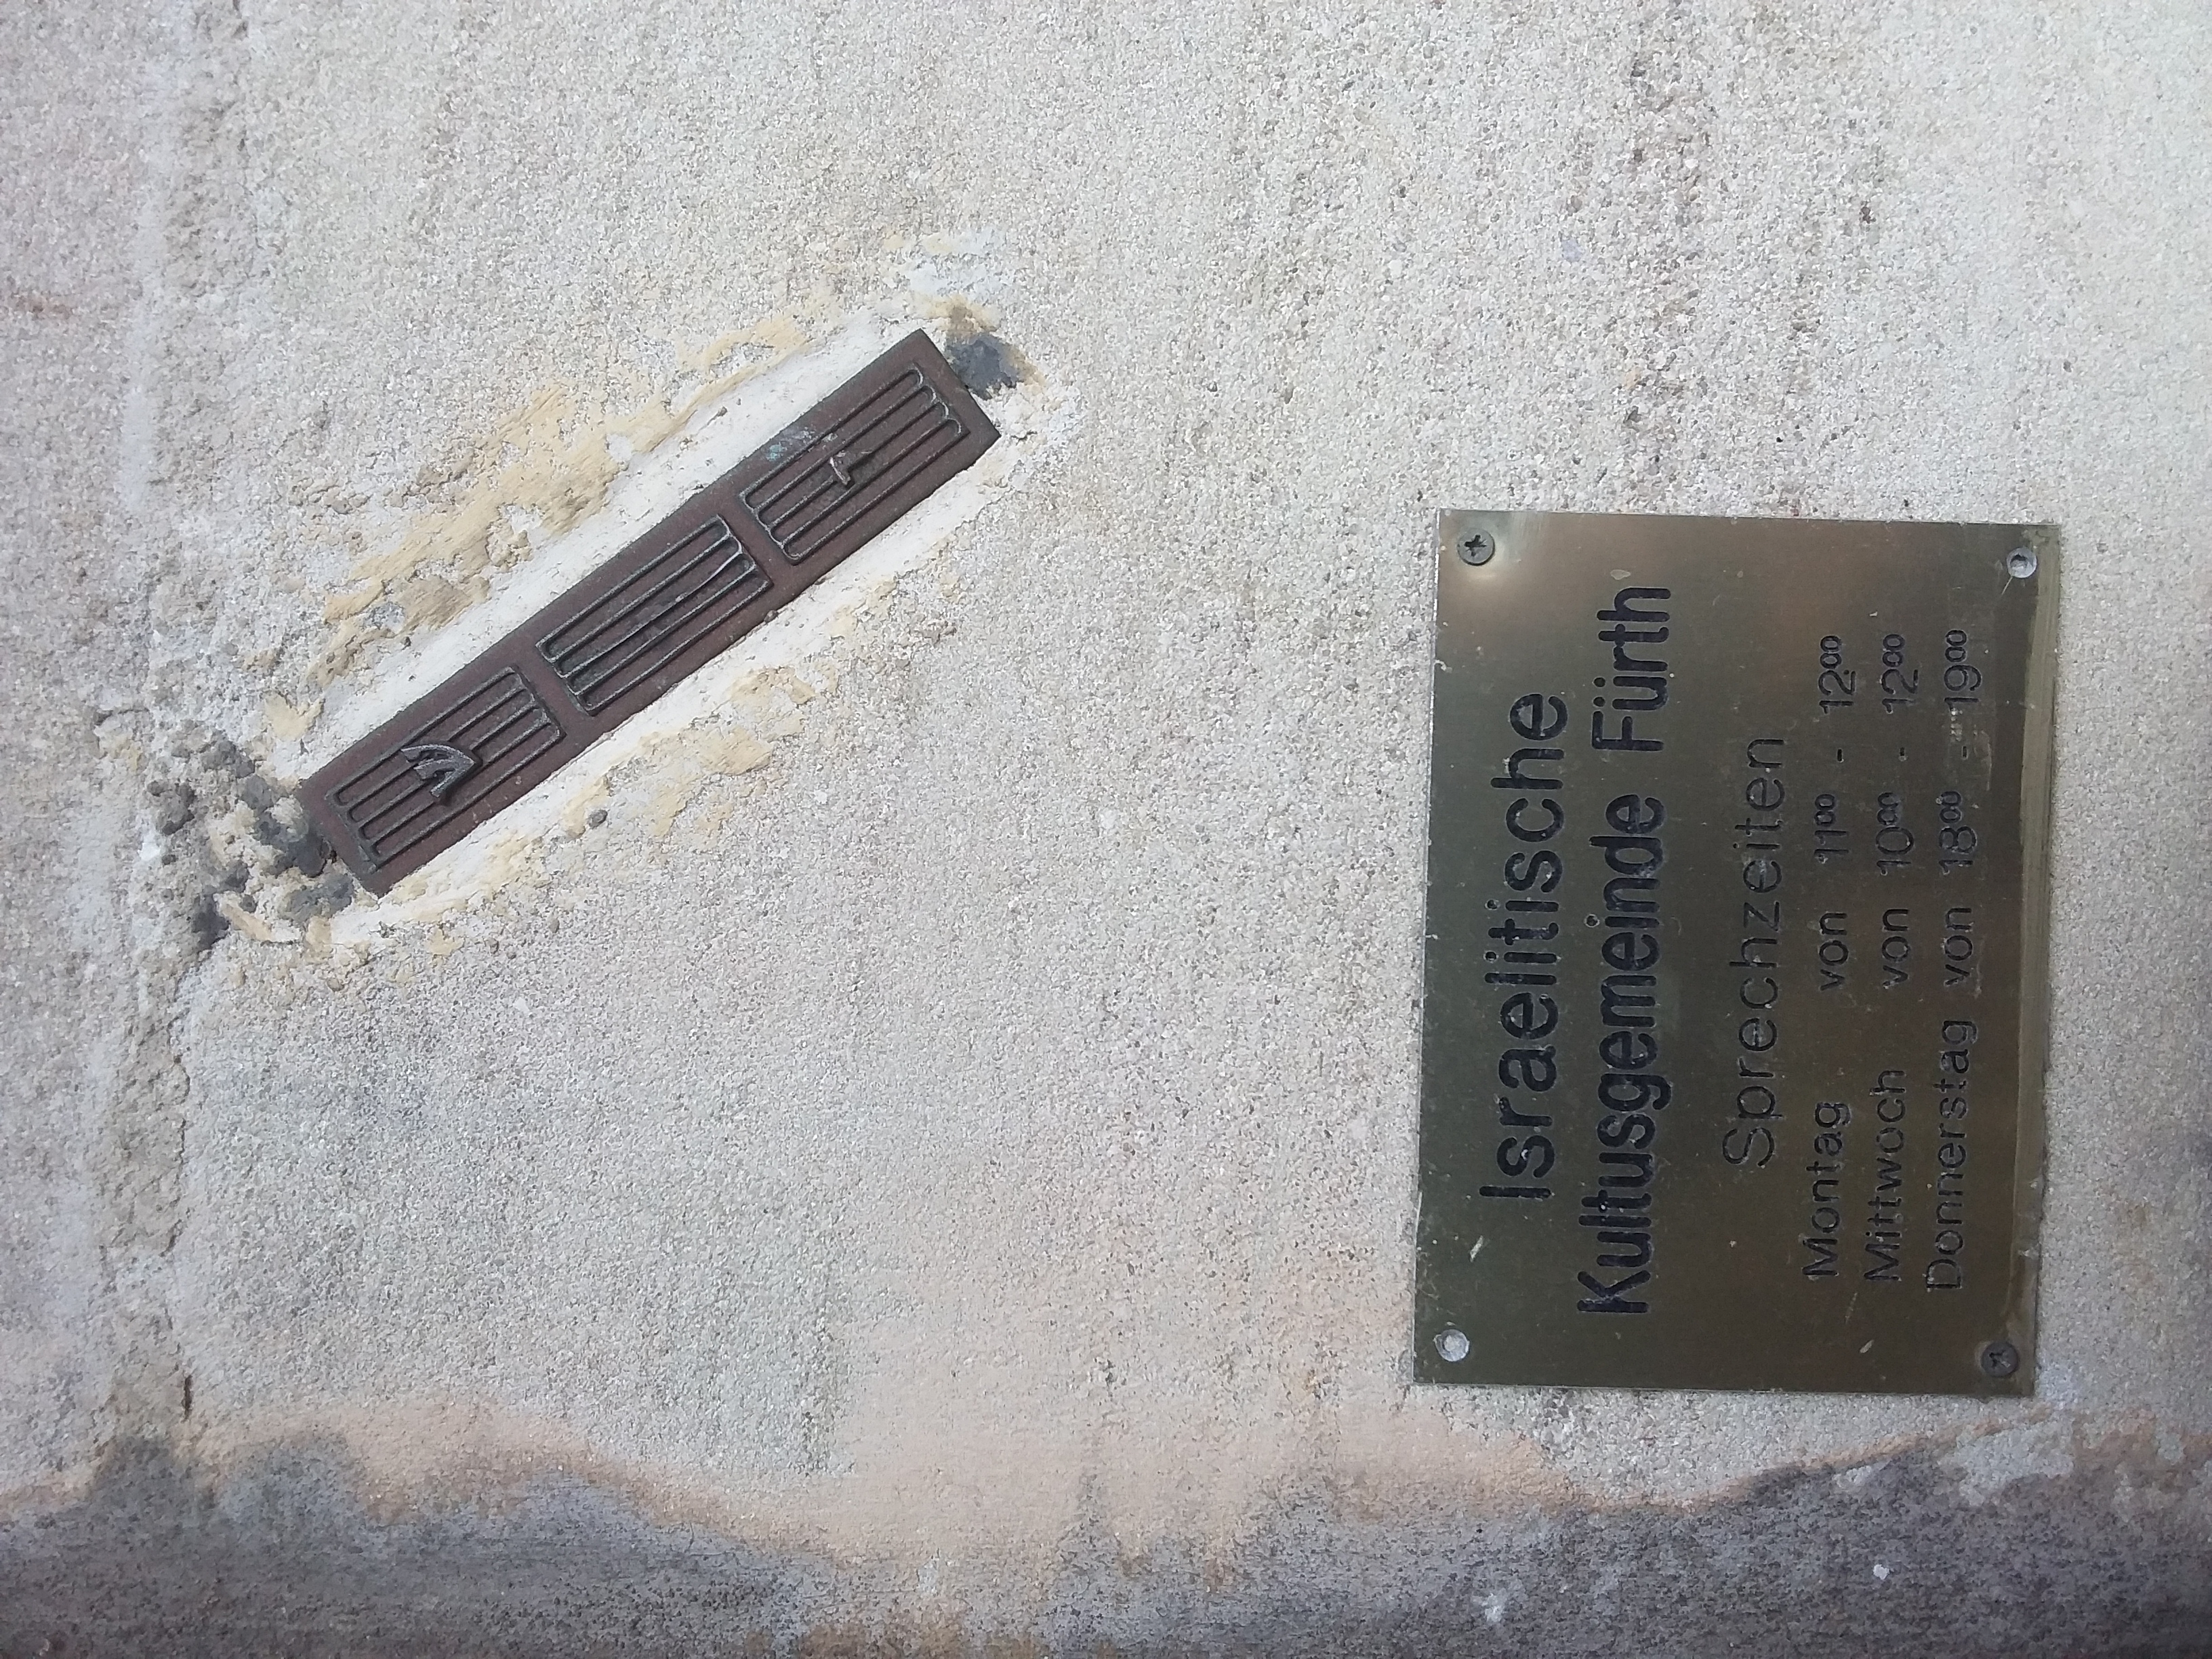 Israelitische
Kultusgemeinde Fürth
Sprechzeiten
Montag von 11⁰⁰ - 12⁰⁰
Mittwoch von 10⁰⁰ - 12⁰⁰
Donnerstag von 18⁰⁰ - 19⁰⁰